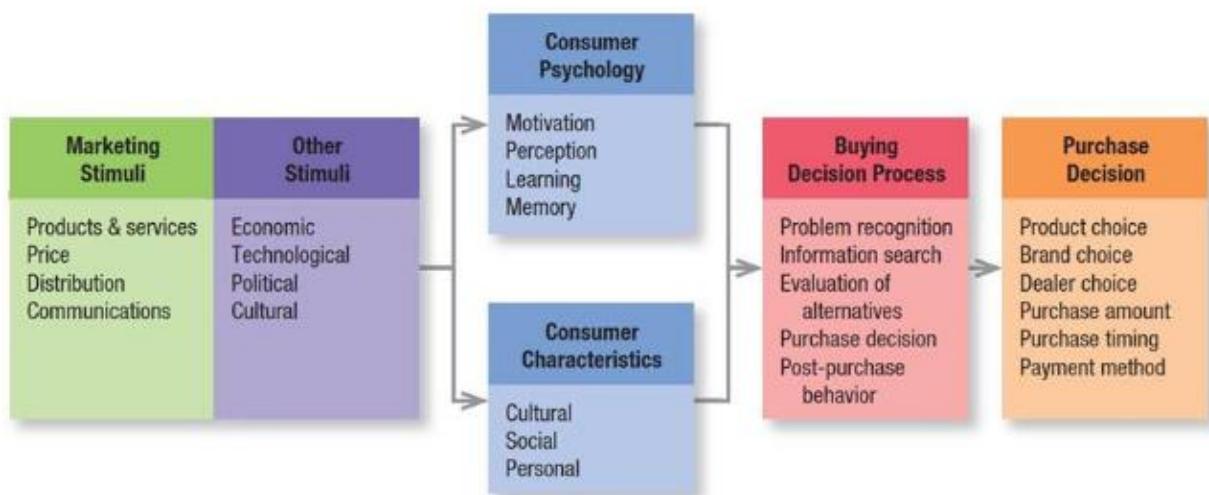 Marketing
Stimuli
Products & services
Price
Distribution
Communications
Other
Stimuli
Economic
Technological
Political
Cultural
Consumer
Psychology
Motivation
Perception
Learning
Memory
Consumer
Characteristics
Cultural
Social
Personal
Buying
Decision Process
Problem recognition
Information search
Evaluation of
alternatives
Purchase decision
Post-purchase
behavior
Purchase
Decision
Product choice
Brand choice
Dealer choice
Purchase amount
Purchase timing
Payment method